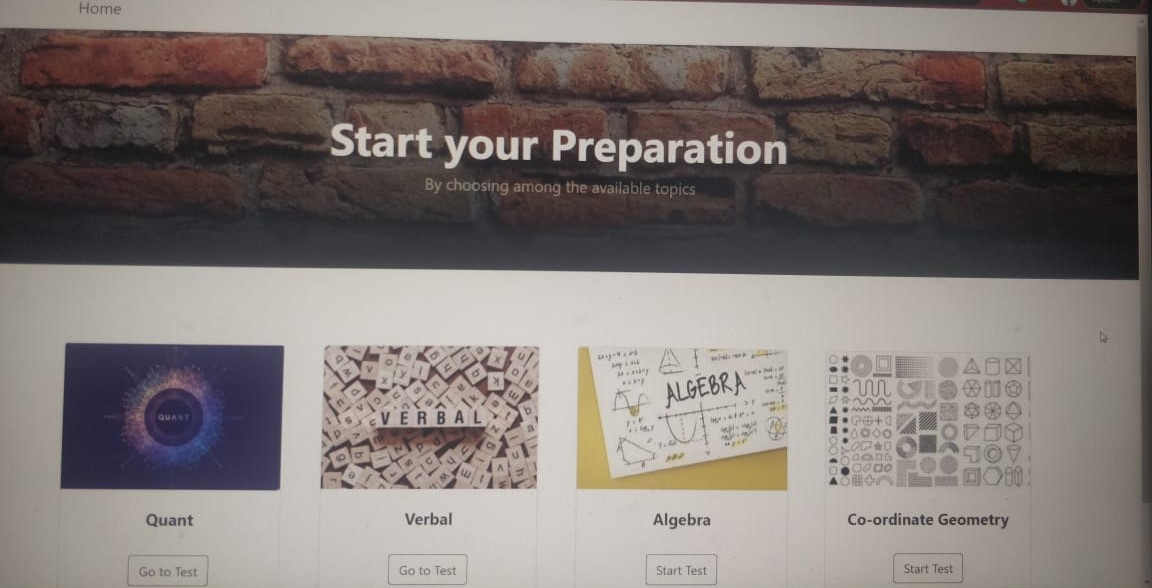 Home
Start your Preparation
By choosing among the available topics
QUANT
VERBAL
ALGEBRA
Quant
Verbal
Algebra
Co-ordinate Geometry
Go to Test
Go to Test
Start Test
Start Test